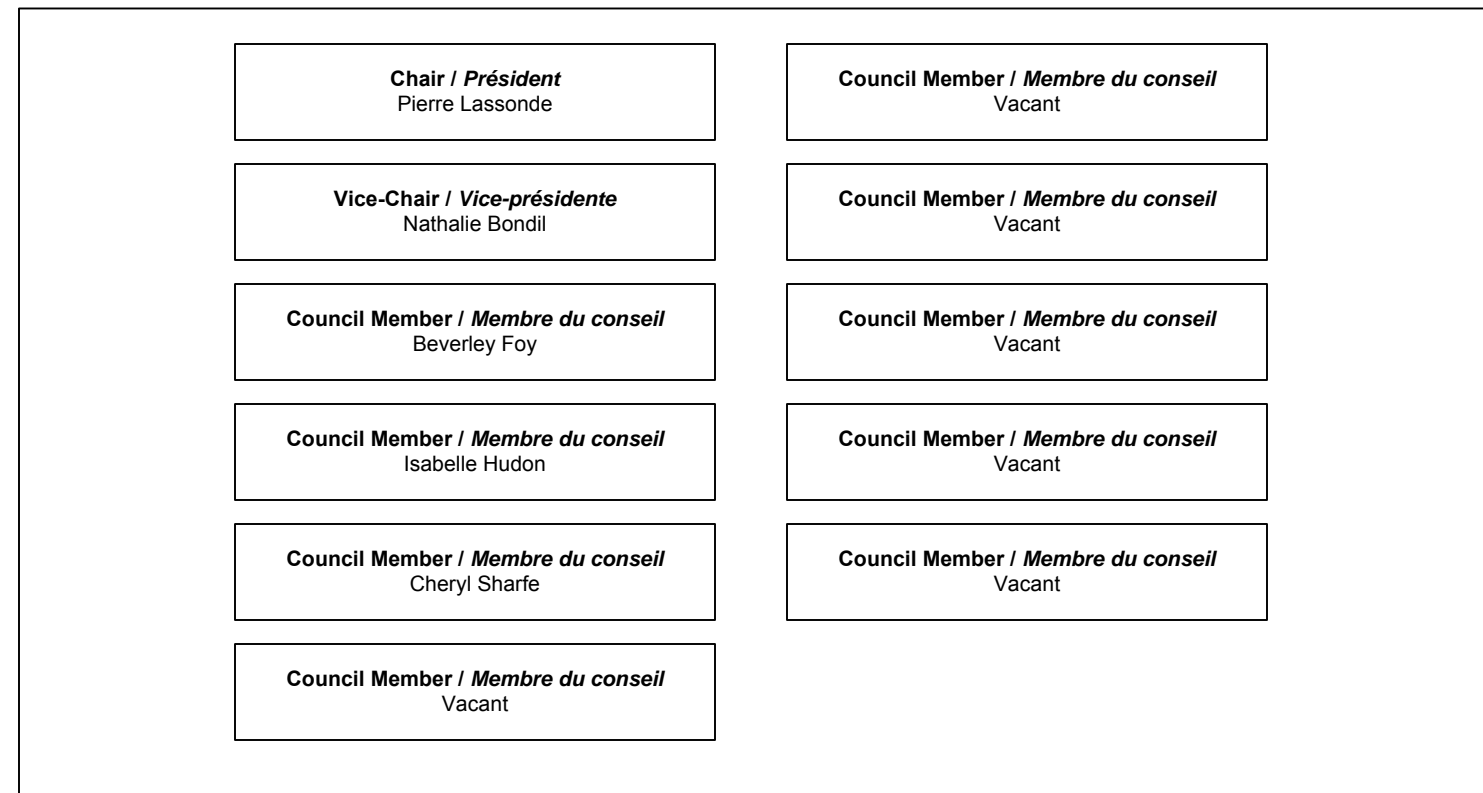 Chair / Président
Pierre Lassonde
Vice-Chair / Vice-présidente
Nathalie Bondil
Council Member / Membre du conseil
Beverley Foy
Council Member / Membre du conseil
Isabelle Hudon
Council Member / Membre du conseil
Cheryl Sharfe
Council Member / Membre du conseil
Vacant
Council Member / Membre du conseil
Vacant
Council Member / Membre du conseil
Vacant
Council Member / Membre du conseil
Vacant
Council Member / Membre du conseil
Vacant
Council Member / Membre du conseil
Vacant